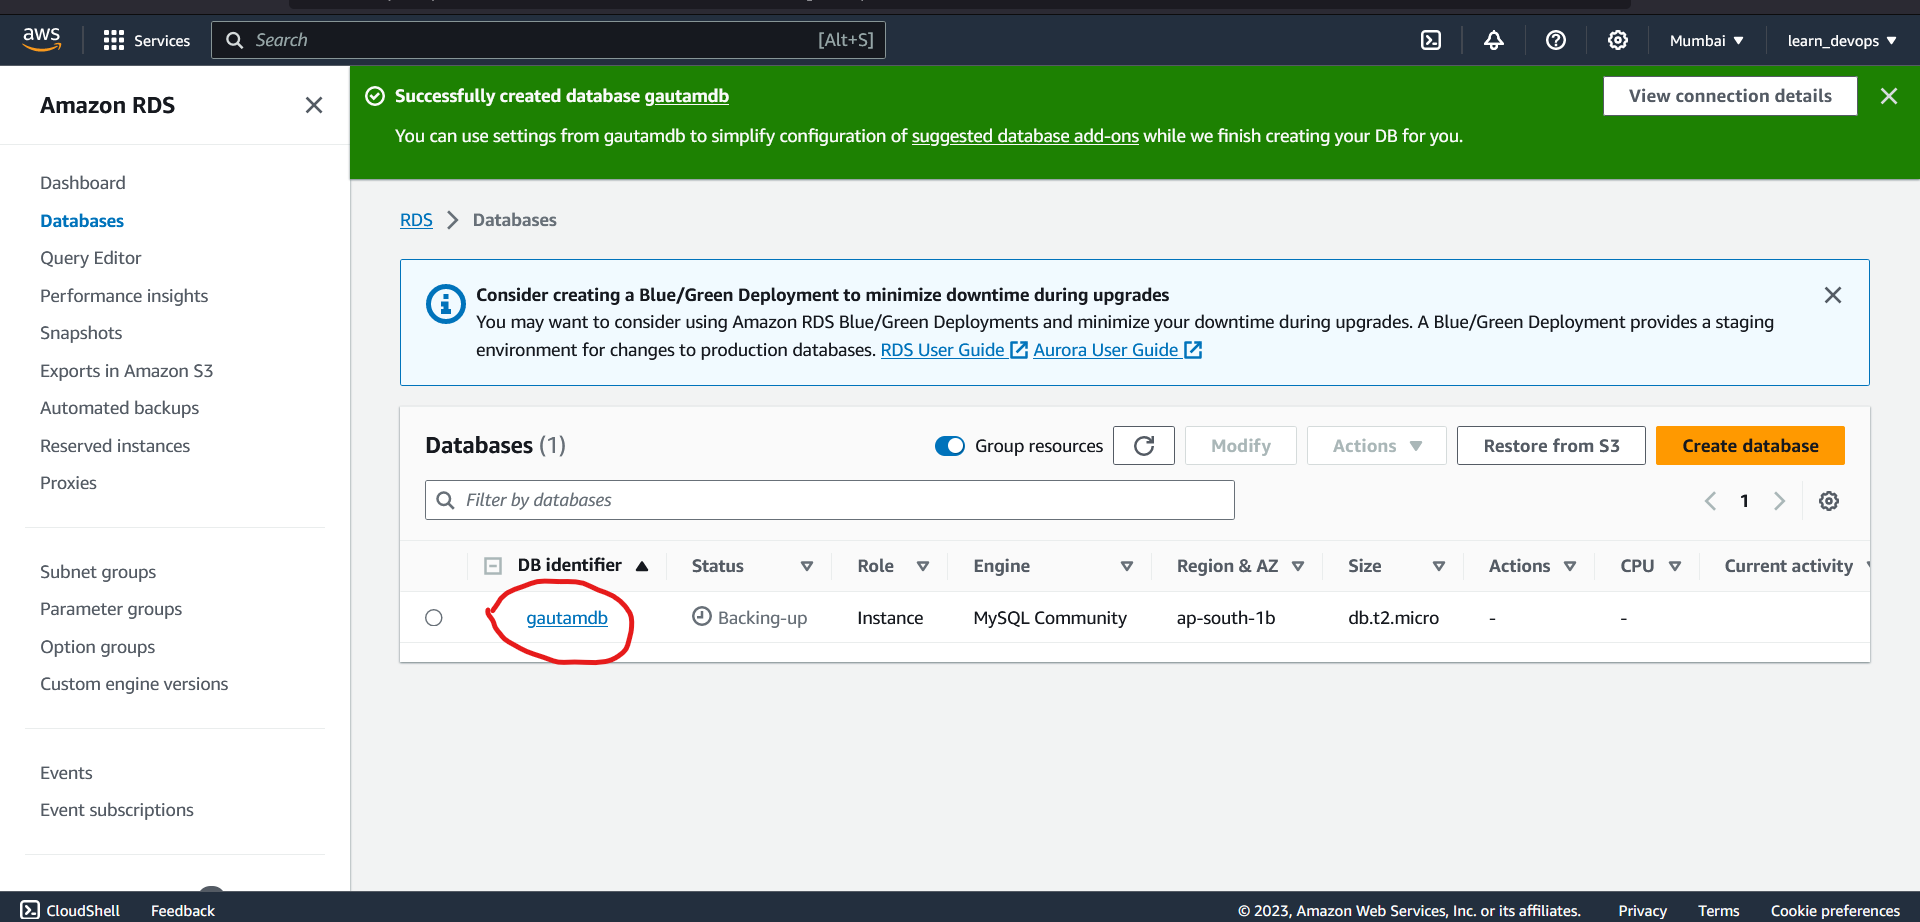 aws
Services
Search
[Alt+S]
Mumbai
learn_devops
Amazon RDS
Dashboard
Databases
Query Editor
Performance insights
Snapshots
Exports in Amazon S3
Automated backups
Reserved instances
Proxies
Subnet groups
Parameter groups
Option groups
Custom engine versions
Events
Event subscriptions
Successfully created database gautamdb
View connection details
You can use settings from gautamdb to simplify configuration of suggested database add-ons while we finish creating your DB for you.
RDS > Databases
Consider creating a Blue/Green Deployment to minimize downtime during upgrades
You may want to consider using Amazon RDS Blue/Green Deployments and minimize your downtime during upgrades. A Blue/Green Deployment provides a staging
environment for changes to production databases. RDS User Guide Aurora User Guide
Databases (1)
Group resources
Modify
Actions
Restore from S3
Create database
Filter by databases
1
DB identifier Status Role Engine Region & AZ Size Actions CPU Current activity
gautamdb Backing-up Instance MySQL Community ap-south-1b db.t2.micro - -
CloudShell Feedback © 2023, Amazon Web Services, Inc. or its affiliates. Privacy Terms Cookie preferences